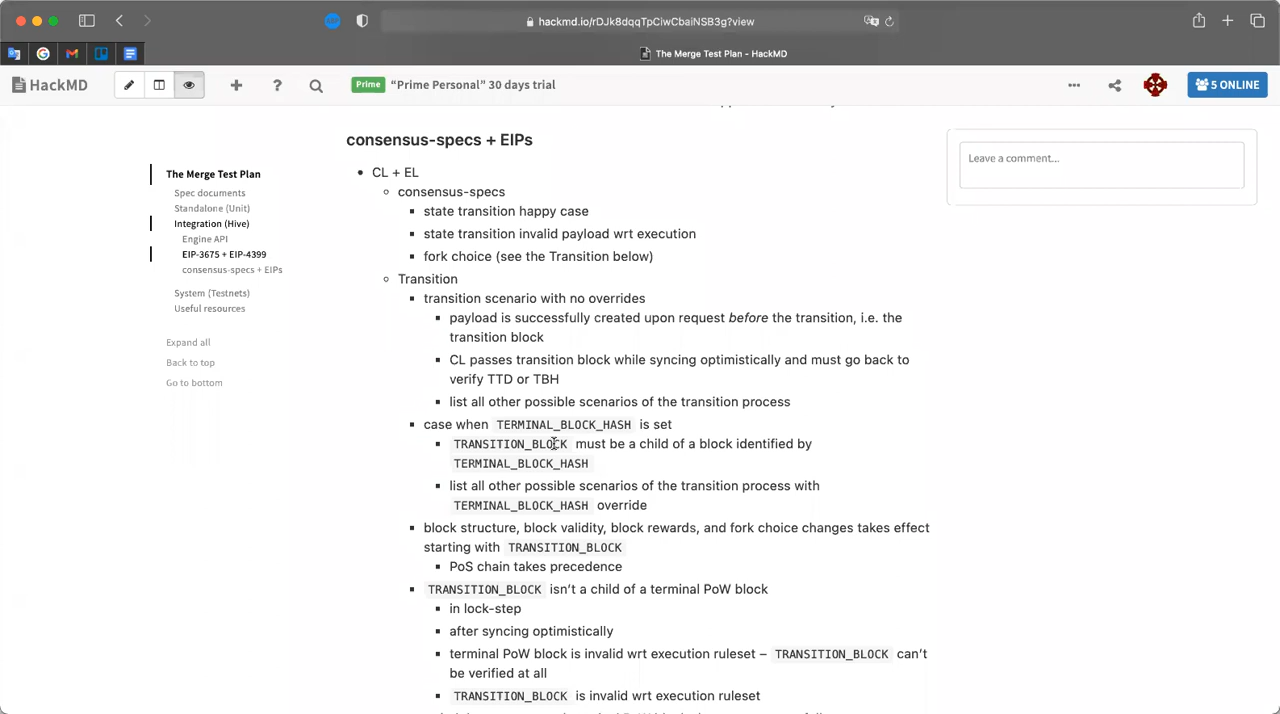 hackmd.io/rDJk8dqqTpCiwCbaiNSB3g?view
The Merge Test Plan - HackMD
HackMD
Prime "Prime Personal" 30 days trial
5 ONLINE
consensus-specs + EIPs
The Merge Test Plan
Spec documents
Standalone (Unit)
Integration (Hive)
Engine API
EIP-3675 + EIP-4399
consensus-specs + EIPs
System (Testnets)
Useful resources
Expall all
Back to top
Go to bottom
CL + EL
consensus-specs
state transition happy case
state transition invalid payload wrt execution
fork choice (see the Transition below)
Transition
transition scenario with no overrides
payload is successfully created upon request before the transition, i.e. the
transition block
CL passes transition block while syncing optimistically and must go back to
verify TTD or TBH
list all other possible scenarios of the transition process
case when TERMINAL_BLOCK_HASH is set
TRANSITION_BLOCK must be a child of a block identified by
TERMINAL_BLOCK_HASH
list all other possible scenarios of the transition process with
TERMINAL_BLOCK_HASH override
block structure, block validity, block rewards, and fork choice changes takes effect
starting with TRANSITION_BLOCK
PoS chain takes precedence
TRANSITION_BLOCK isn't a child of a terminal PoW block
in lock-step
after syncing optimistically
terminal PoW block is invalid wrt execution ruleset – TRANSITION_BLOCK can't
be verified at all
TRANSITION_BLOCK is invalid wrt execution ruleset
Leave a comment...